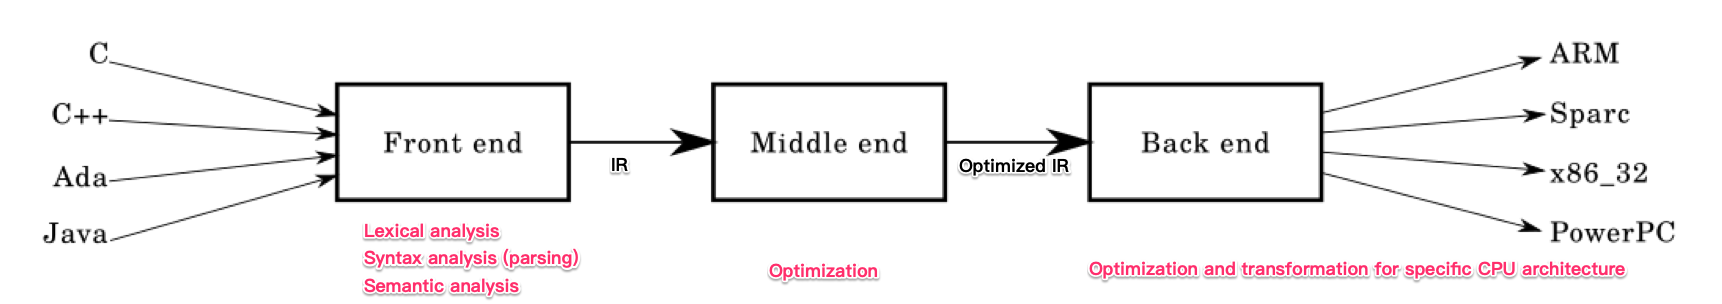 C
C++
Ada
Java
Front end
IR
Middle end
Optimized IR
Back end
ARM
Sparc
x86_32
PowerPC
Lexical analysis
Syntax analysis (parsing)
Semantic analysis
Optimization
Optimization and transformation for specific CPU architecture